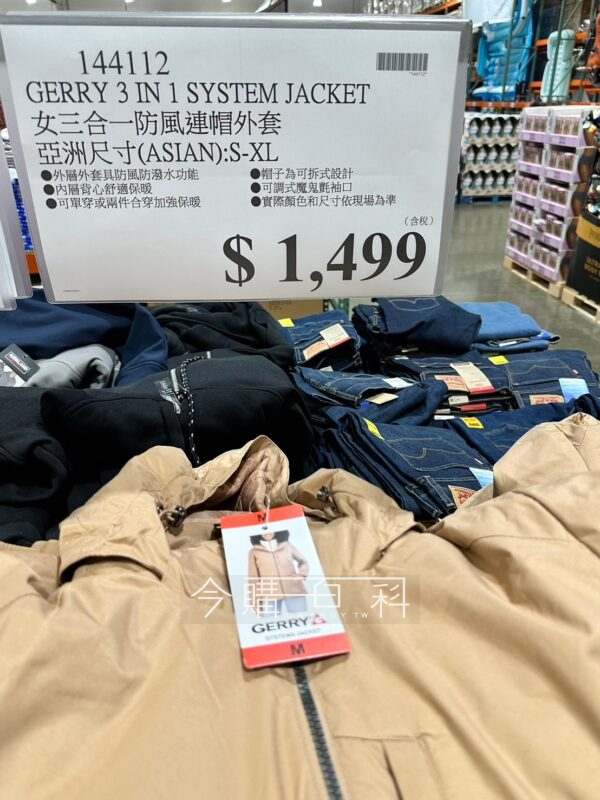 144112
GERRY 3 IN 1 SYSTEM JACKET
女三合一防風連帽外套
亞洲尺寸(ASIAN):S-XL
●外層外套具防風防潑水功能
●內層背心舒適保暖
●可單穿或兩件合穿加強保暖
●帽子為可拆式設計
●可調式魔鬼氈袖口
●實際顏色和尺寸依現場為準
(含稅)
$ 1,499
M
今購百科
GERRY
SYSTEMS JACKET
M